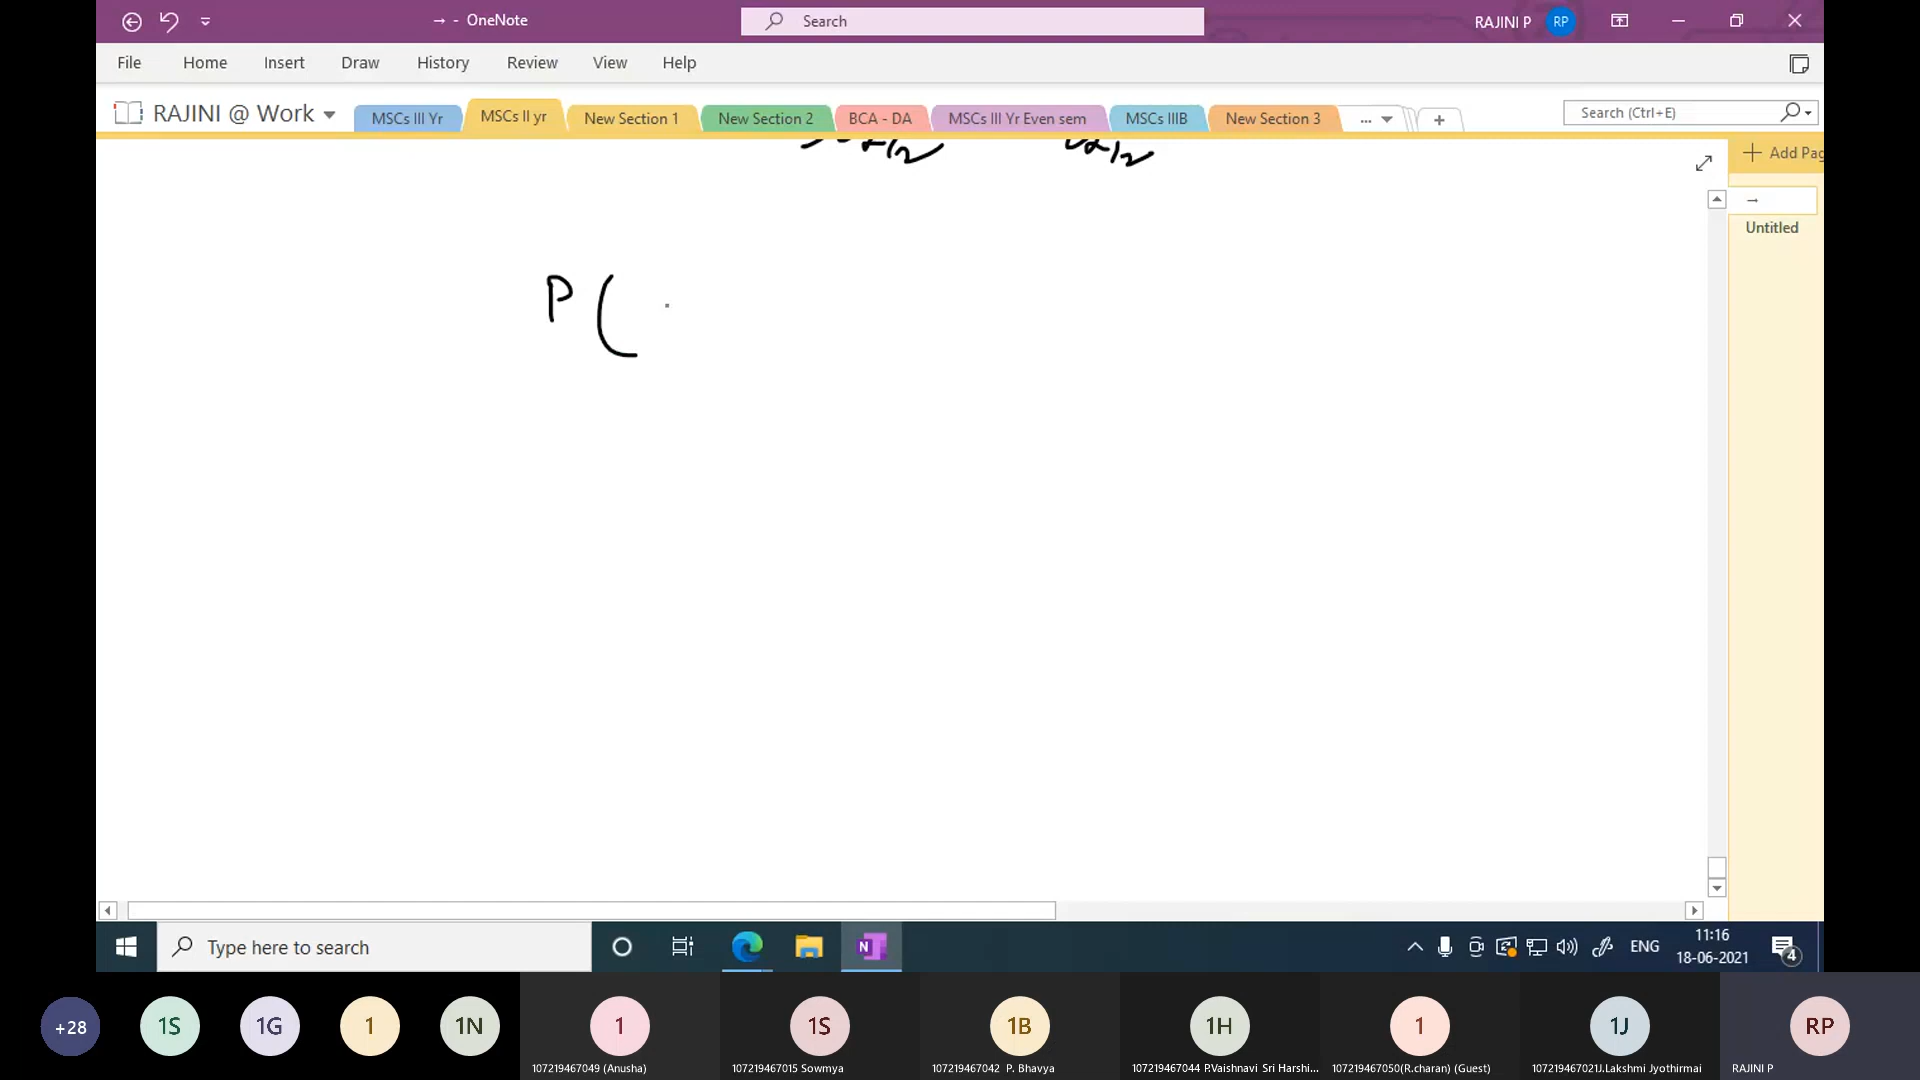 → - OneNote
Search
RAJINI P
RP
File Home Insert Draw History Review View Help
RAJINI @ Work
MSCs III Yr
MSCs II yr
New Section 1
New Section 2
BCA - DA
MSCs III Yr Even sem
MSCs IIIB
New Section 3
...
Search (Ctrl+E)
Add Pag
→
Untitled
α/2 α/2
P (
Type here to search
N
ENG
11:16
18-06-2021
4
+28
1S
1G
1
1N
1
107219467049 (Anusha)
1S
107219467015 Sowmya
1B
107219467042 P. Bhavya
1H
107219467044 P.Vaishnavi Sri Harshi...
1
107219467050(R.charan) (Guest)
1J
107219467021J.Lakshmi Jyothirmai
RP
RAJINI P